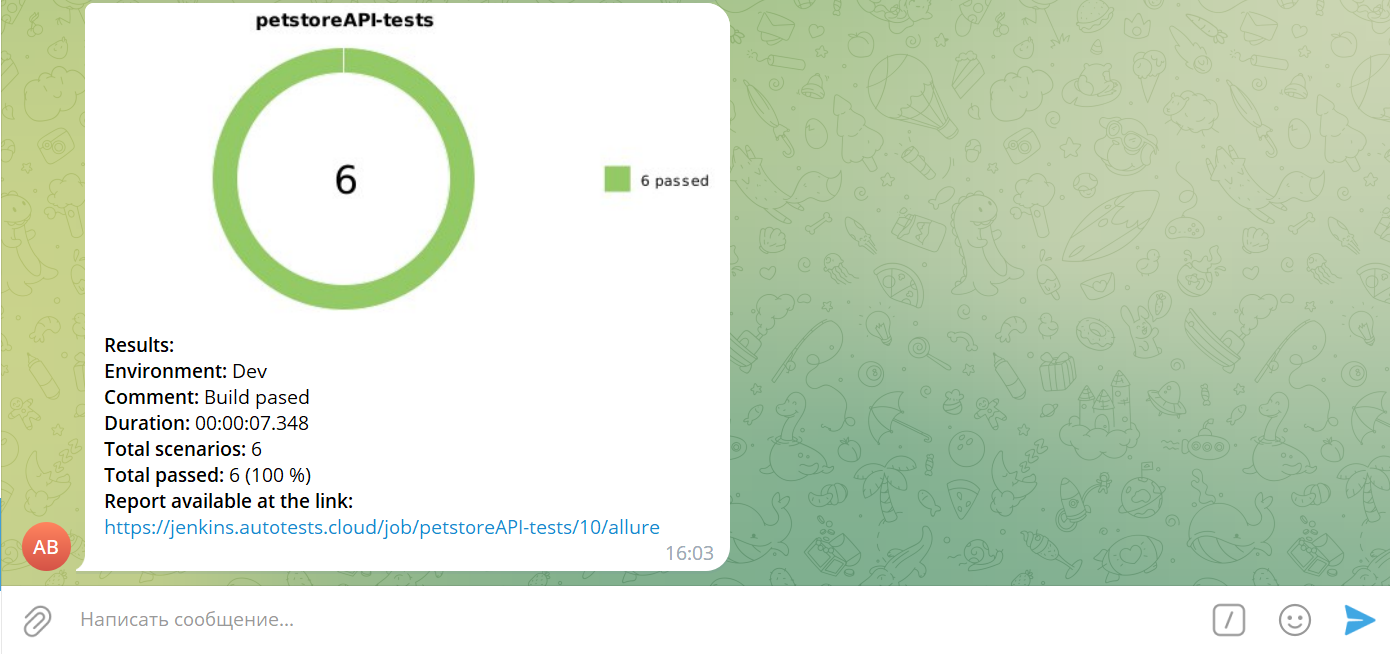 petstoreAPI-tests
6
6 passed
Results:
Environment: Dev
Comment: Build pased
Duration: 00:00:07.348
Total scenarios: 6
Total passed: 6 (100 %)
Report available at the link:
https://jenkins.autotests.cloud/job/petstoreAPI-tests/10/allure
AB
16:03
Написать сообщение...